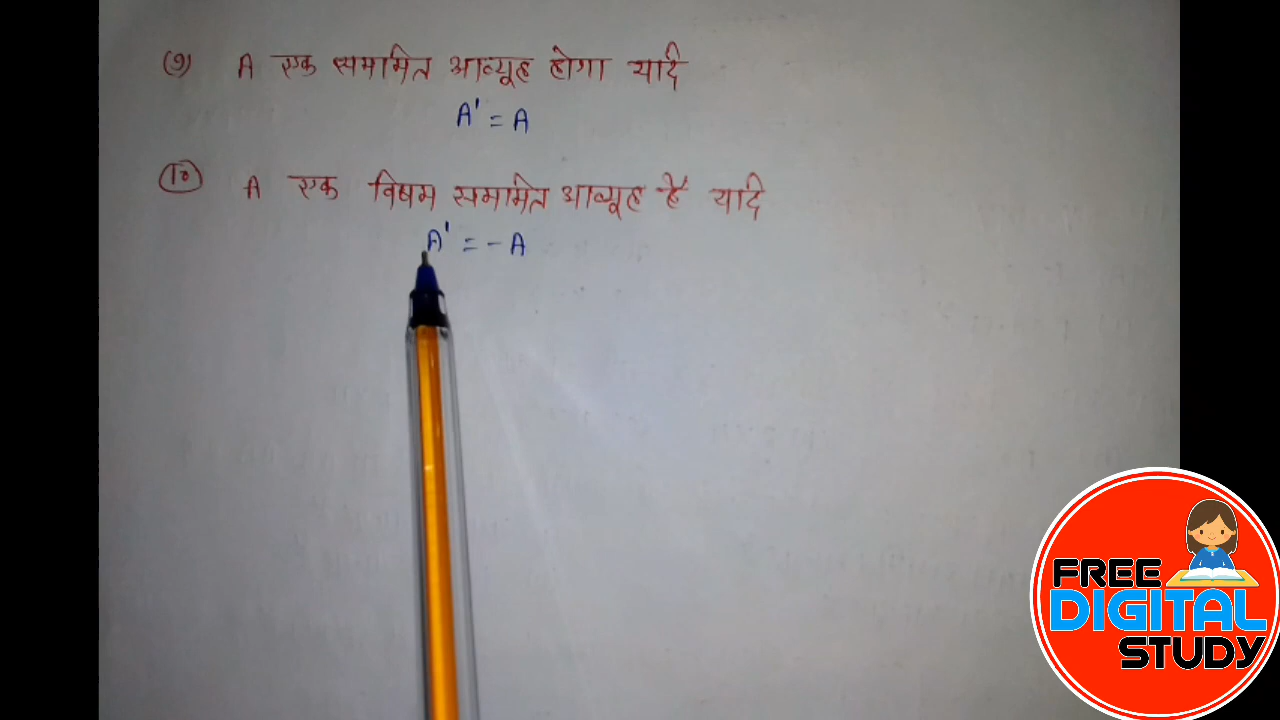 (9) A एक सममित आव्यूह होगा यदि
A' = A
(10) A एक विषम सममित आव्यूह है यदि
A' = - A
FREE
DIGITAL
STUDY